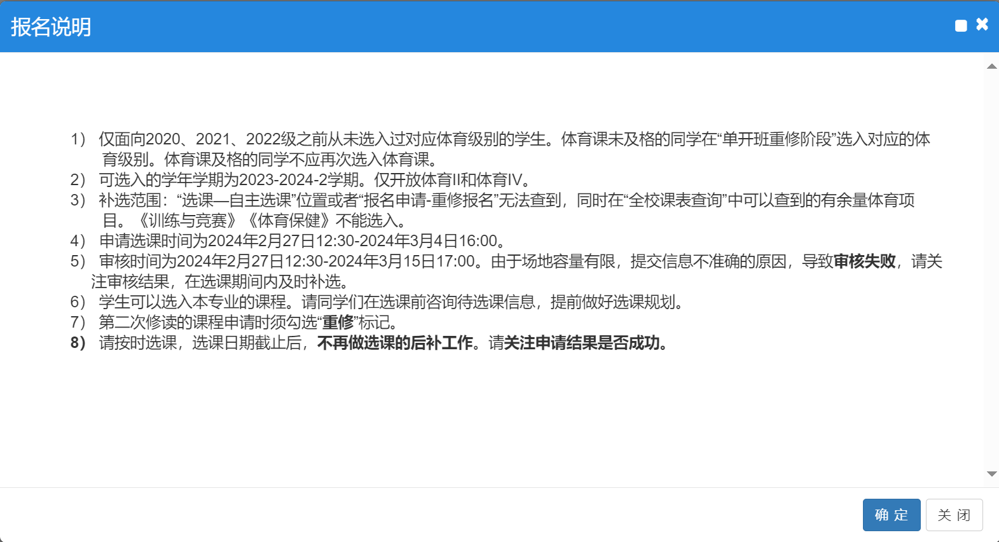 报名说明
1） 仅面向2020、2021、2022级之前从未选入过对应体育级别的学生。体育课未及格的同学在“单开班重修阶段”选入对应的体
育级别。体育课及格的同学不应再次选入体育课。
2） 可选入的学年学期为2023-2024-2学期。仅开放体育II和体育IV。
3） 补选范围：“选课—自主选课”位置或者“报名申请-重修报名”无法查到，同时在“全校课表查询”中可以查到的有余量体育项
目。《训练与竞赛》《体育保健》不能选入。
4） 申请选课时间为2024年2月27日12:30-2024年3月4日16:00。
5） 审核时间为2024年2月27日12:30-2024年3月15日17:00。由于场地容量有限，提交信息不准确的原因，导致审核失败，请关
注审核结果，在选课期间内及时补选。
6） 学生可以选入本专业的课程。请同学们在选课前咨询待选课信息，提前做好选课规划。
7） 第二次修读的课程申请时须勾选“重修”标记。
8） 请按时选课，选课日期截止后，不再做选课的后补工作。请关注申请结果是否成功。
确 定 关 闭